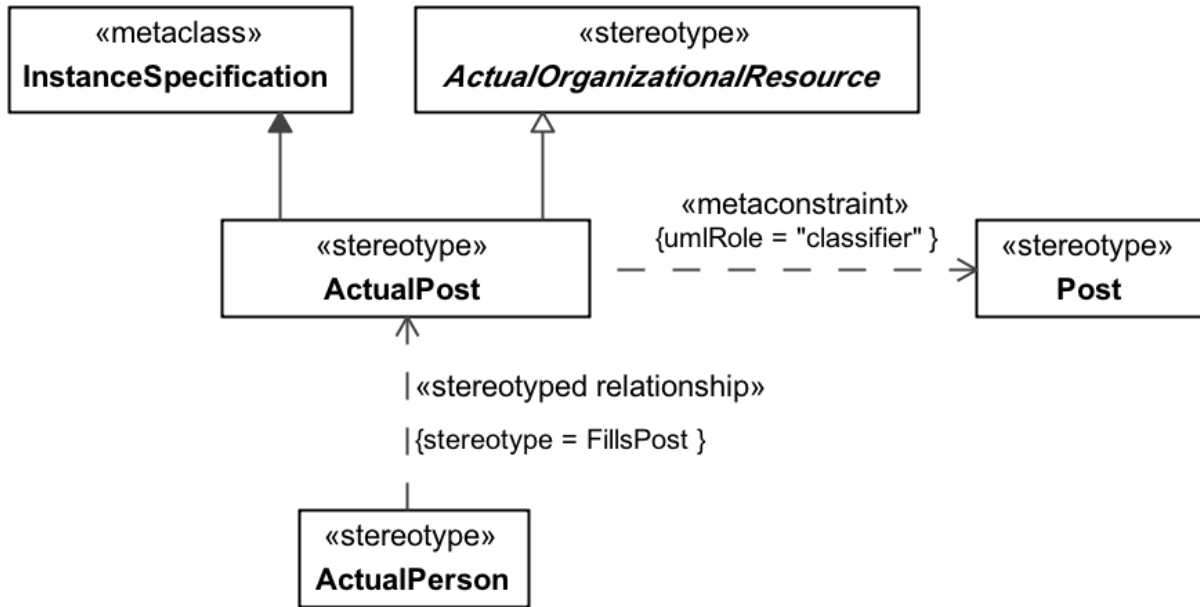 «metaclass»
InstanceSpecification
«stereotype»
ActualOrganizationalResource
«metaconstraint»
{umlRole = "classifier" }
«stereotype»
ActualPost
«stereotype»
Post
«stereotyped relationship»
{stereotype = FillsPost }
«stereotype»
ActualPerson